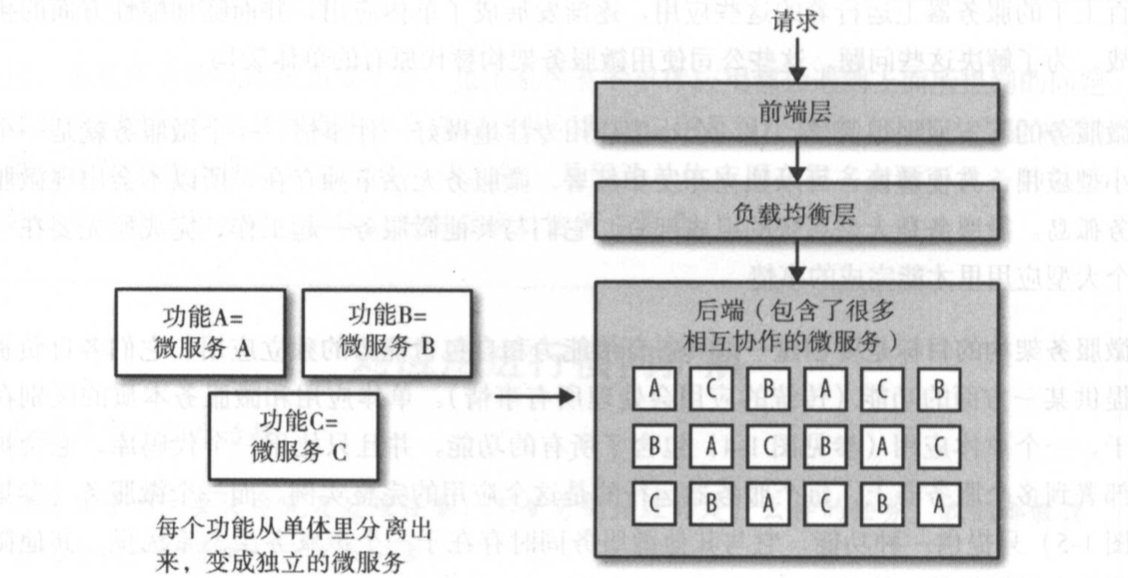 请求
前端层
负载均衡层
后端（包含了很多
相互协作的微服务）
A C B A C B
B A C B A C
C B A C B A
功能A=
微服务 A
功能B=
微服务 B
功能C=
微服务 C
每个功能从单体里分离出
来，变成独立的微服务